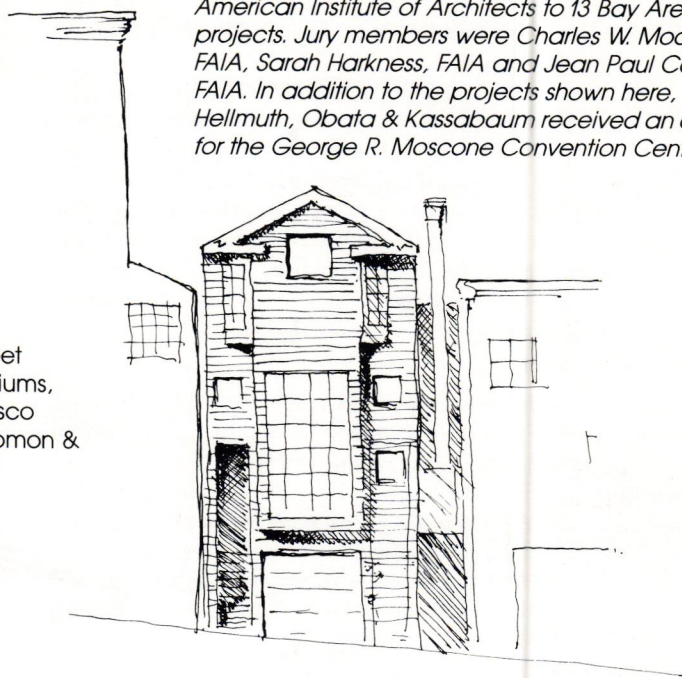 American Institute of Architects to 13 Bay Are
projects. Jury members were Charles W. Moo
FAIA, Sarah Harkness, FAIA and Jean Paul Ca
FAIA. In addition to the projects shown here,
Hellmuth, Obata & Kassabaum received an
for the George R. Moscone Convention Cen
et
iums,
sco
omon &